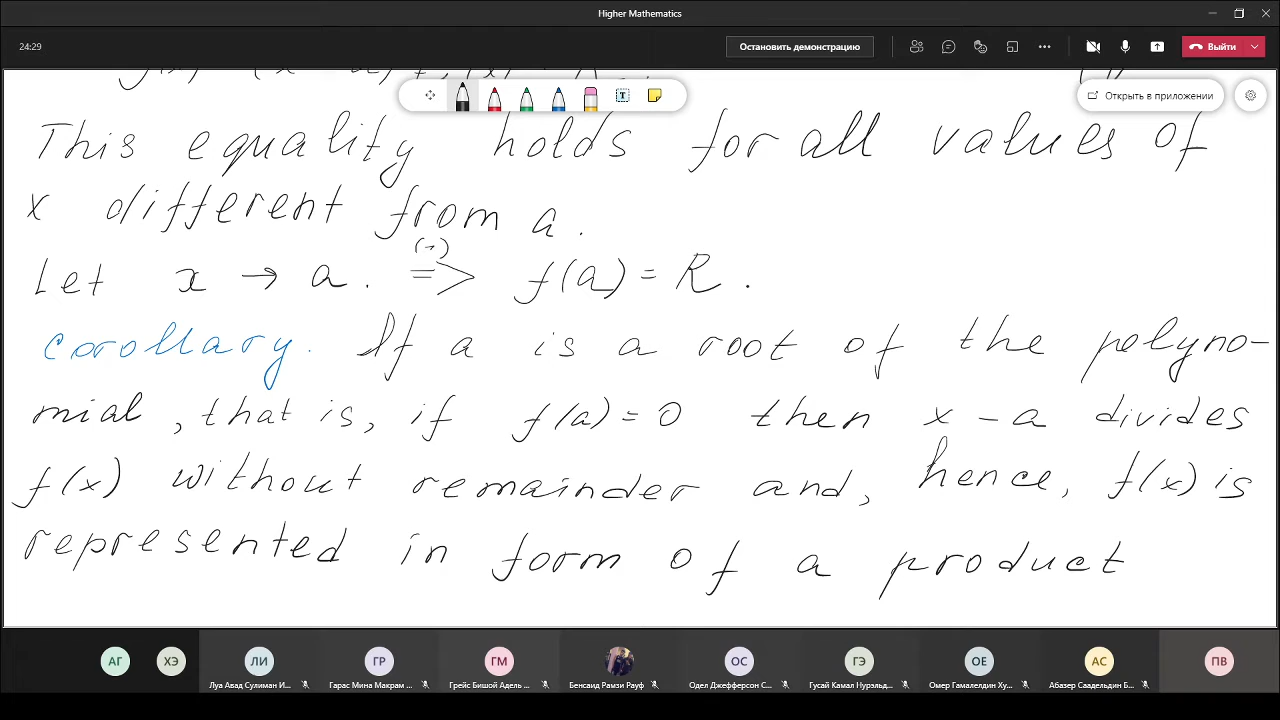 Higher Mathematics
24:29
Остановить демонстрацию
Выйти
Открыть в приложении
This equality holds for all values of
x different from a.
Let x → a. => f(a) = R.
corollary. If a is a root of the polyno-
mial, that is, if f(a) = 0 then x - a divides
f(x) without remainder and, hence, f(x) is
represented in form of a product
АГ
ХЭ
ЛИ
ГР
ГМ
ОС
ГЭ
ОЕ
АС
ПВ
Луа Авад Сулиман И...
Гарас Мина Макрам ...
Грейс Бишой Адель ...
Бенсаид Рамзи Рауф
Одел Джефферсон С...
Гусай Камал Нурэльд...
Омер Гамалелдин Ху...
Абазер Саадельдин Б...